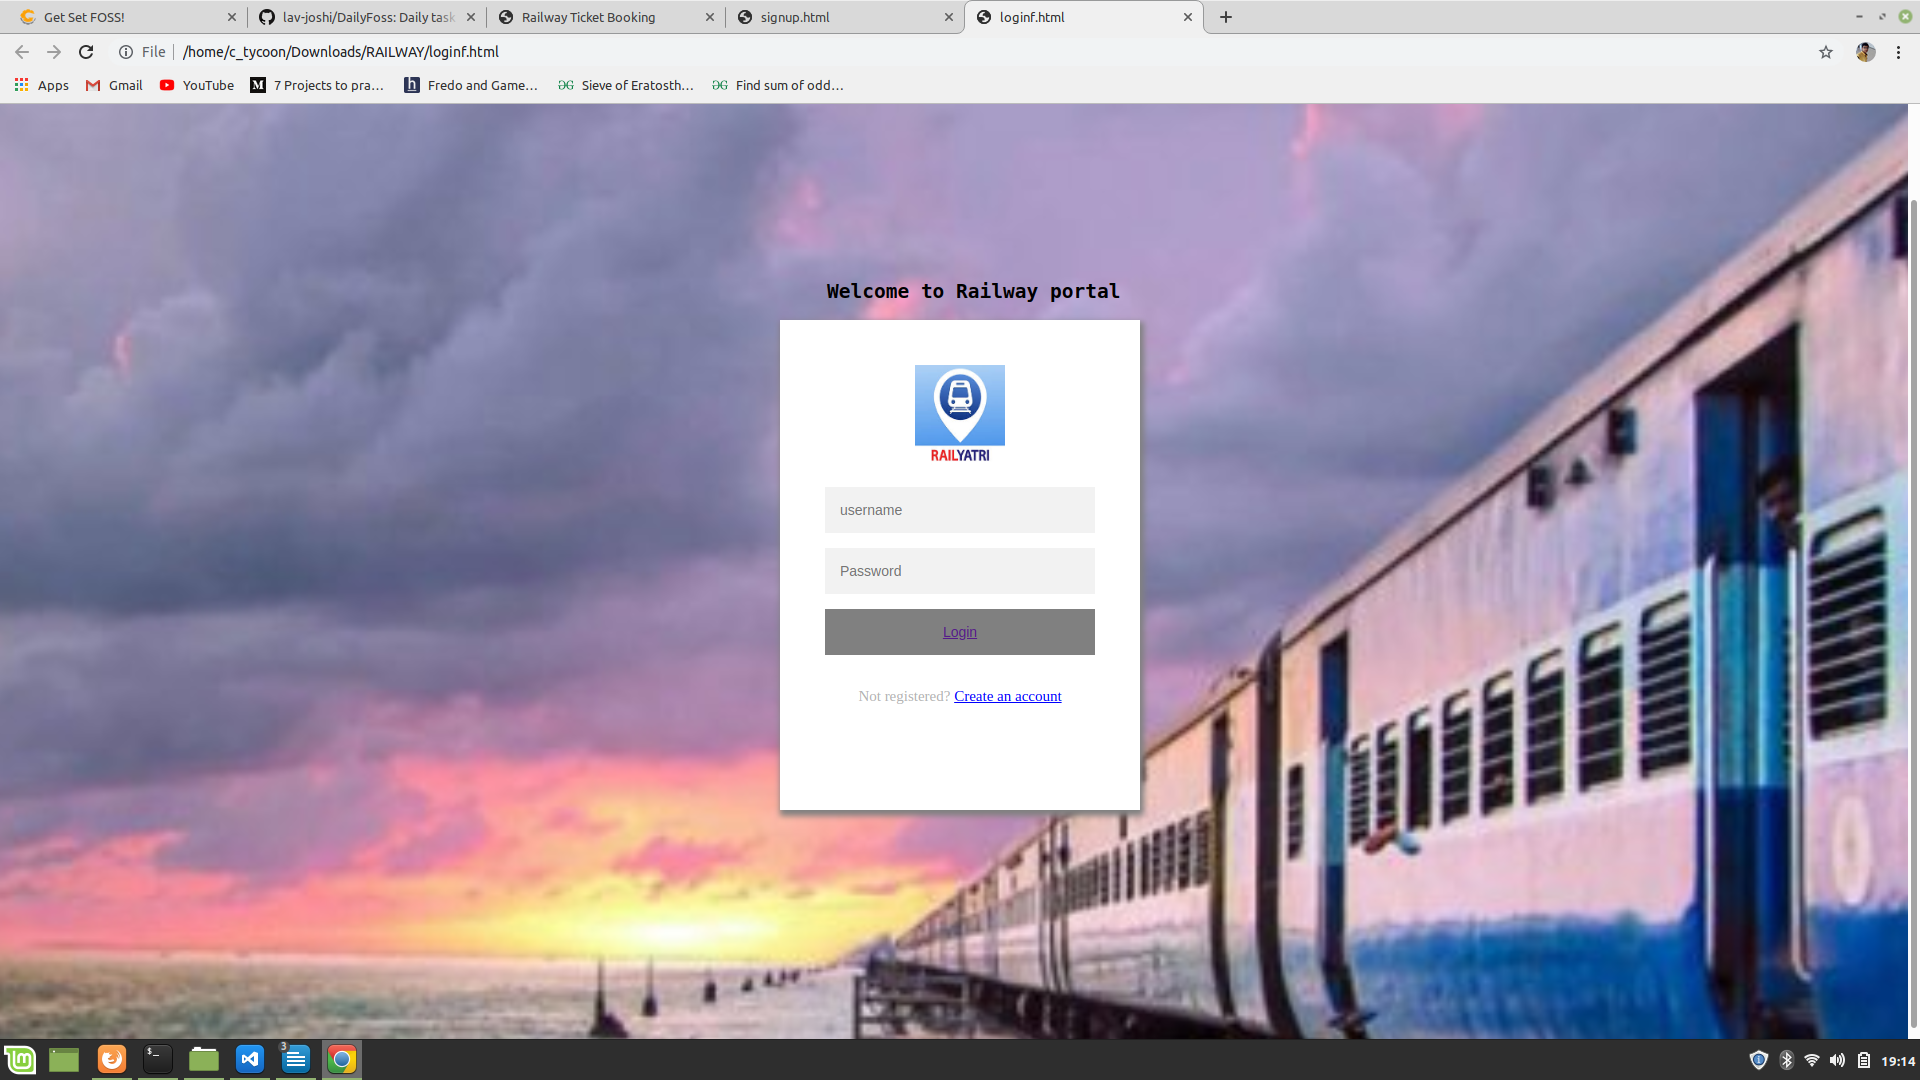 Get Set FOSS!
lav-joshi/DailyFoss: Daily task
Railway Ticket Booking
signup.html
loginf.html
File
/home/c_tycoon/Downloads/RAILWAY/loginf.html
Apps
Gmail
YouTube
M
7 Projects to pra...
h
Fredo and Game...
Sieve of Eratosth...
Find sum of odd...
Welcome to Railway portal
RAILYATRI
username
Password
Login
Not registered? Create an account
$_
3
19:14